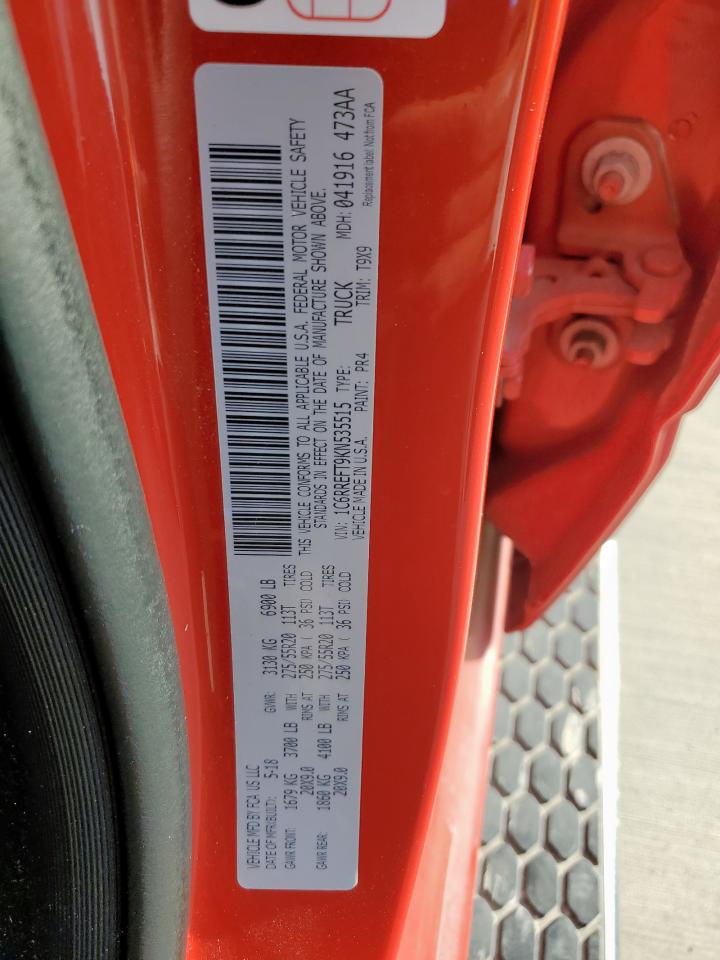 VEHICLE MFD BY FCA US LLC
DATE OF MFR(BUILT): 5-18 GVWR: 3130 KG 6900 LB
GAWR FRONT: 1679 KG 3700 LB WITH 275/55R20 113T TIRES
20X9.0 RIMS AT 250 KPA ( 36 PSI) COLD
GAWR REAR: 1860 KG 4100 LB WITH 275/55R20 113T TIRES
20X9.0 RIMS AT 250 KPA ( 36 PSI) COLD
THIS VEHICLE CONFORMS TO ALL APPLICABLE U.S.A. FEDERAL MOTOR VEHICLE SAFETY
STANDARDS IN EFFECT ON THE DATE OF MANUFACTURE SHOWN ABOVE.
VIN: 1C6RREFT9KN535515 TYPE: TRUCK MDH: 041916 473AA
VEHICLE MADE IN U.S.A. PAINT: PR4 TRIM: T9X9 Replacement label Not from FCA